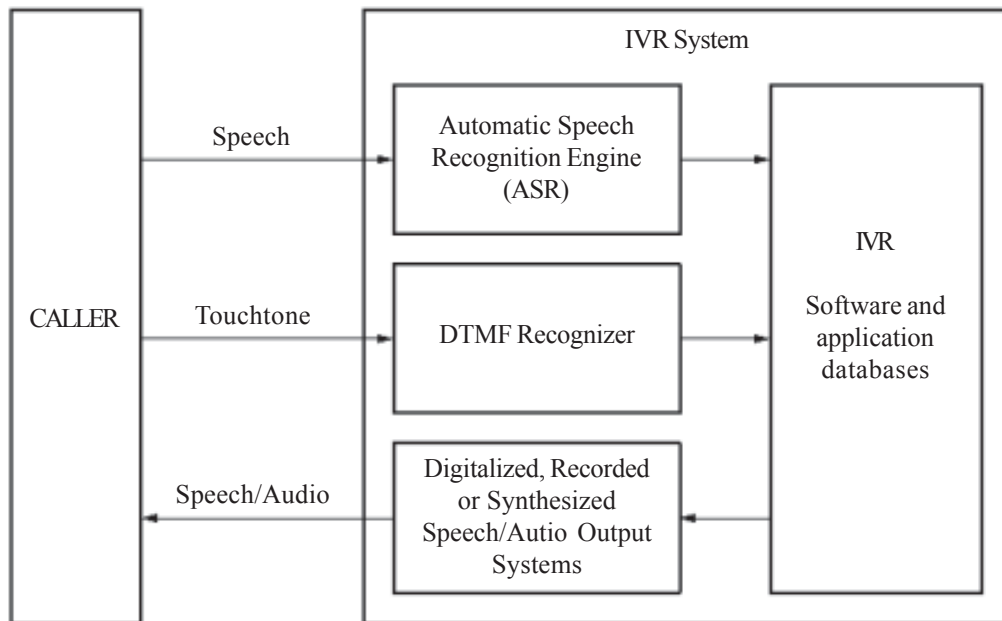 IVR System
Speech
Automatic Speech
Recognition Engine
(ASR)
CALLER
Touchtone
DTMF Recognizer
IVR
Software and
application
databases
Speech/Audio
Digitalized, Recorded
or Synthesized
Speech/Autio Output
Systems